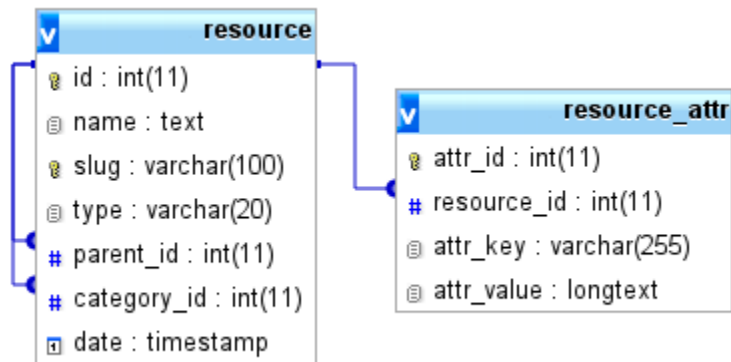 v resource
id : int(11)
name : text
slug : varchar(100)
type : varchar(20)
# parent_id : int(11)
# category_id : int(11)
date : timestamp
v resource_attr
attr_id : int(11)
# resource_id : int(11)
attr_key : varchar(255)
attr_value : longtext